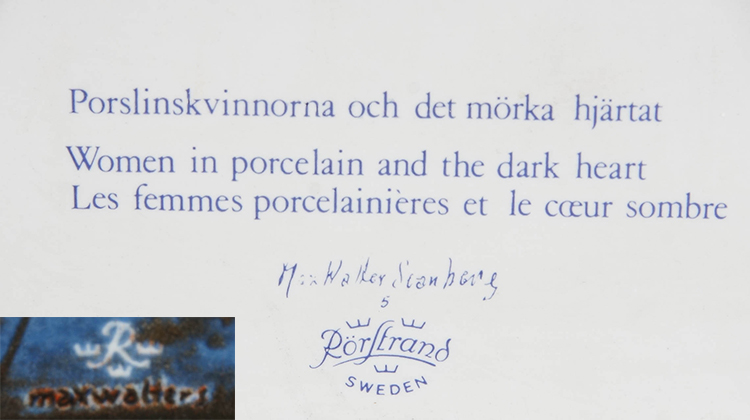 Porslinskvinnorna och det mörka hjärtat
Women in porcelain and the dark heart
Les femmes porcelainières et le cœur sombre
Max Walter Svanberg
5
Rörstrand
SWEDEN
R
maxwalters